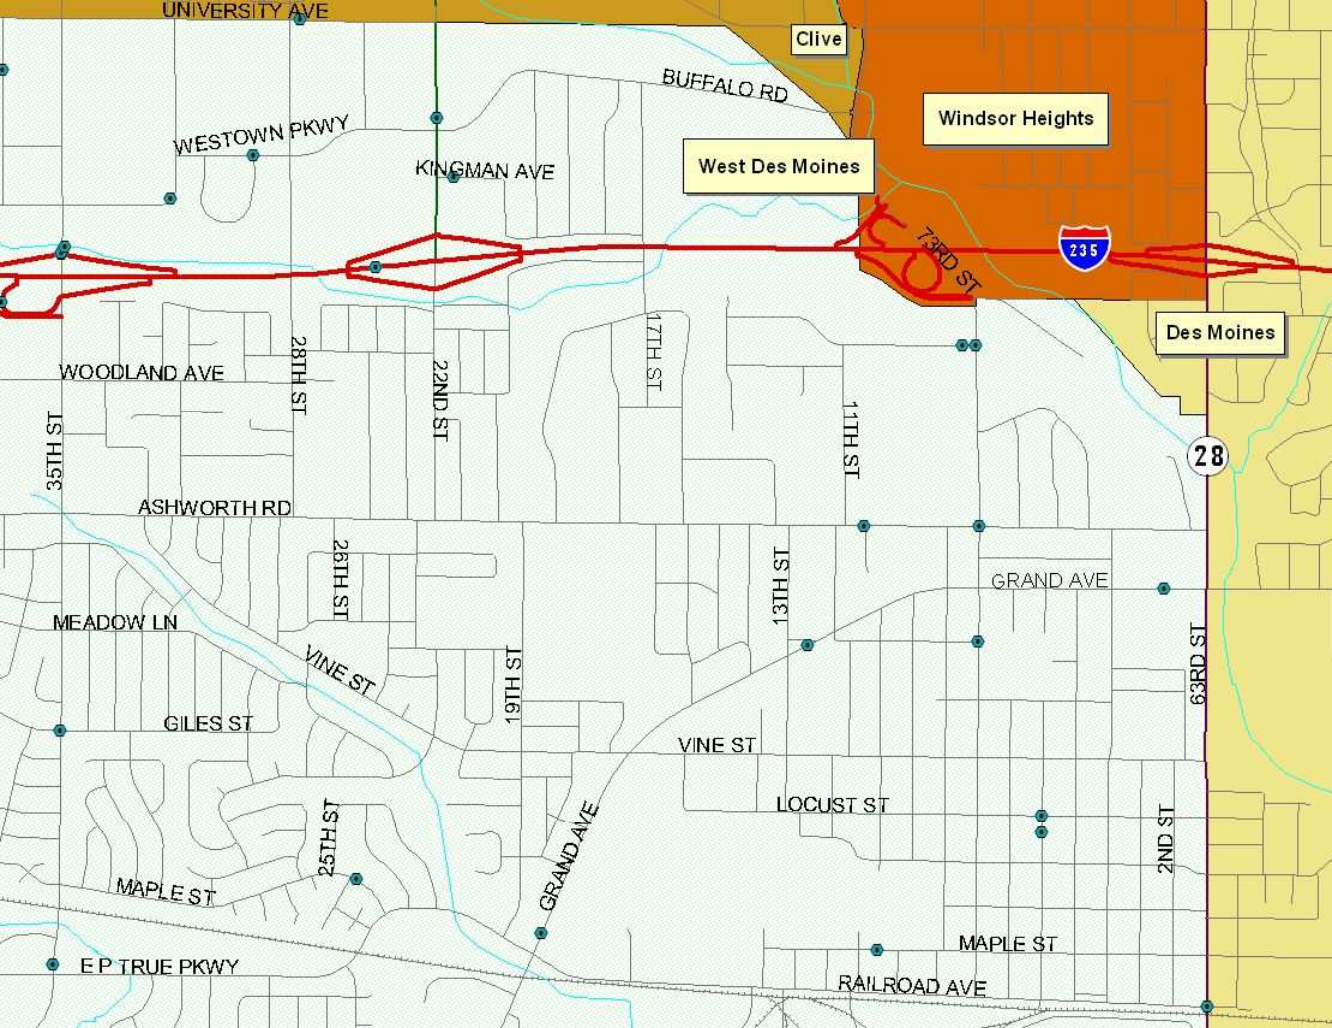 UNIVERSITY AVE
Clive
BUFFALO RD
Windsor Heights
WESTOWN PKWY
KINGMAN AVE
West Des Moines
73RD ST
235
Des Moines
28TH ST
17TH ST
WOODLAND AVE
22ND ST
35TH ST
11TH ST
28
ASHWORTH RD
26TH ST
13TH ST
GRAND AVE
MEADOW LN
VINE ST
19TH ST
63RD ST
GILES ST
VINE ST
LOCUST ST
25TH ST
GRAND AVE
2ND ST
MAPLE ST
MAPLE ST
E P TRUE PKWY
RAILROAD AVE